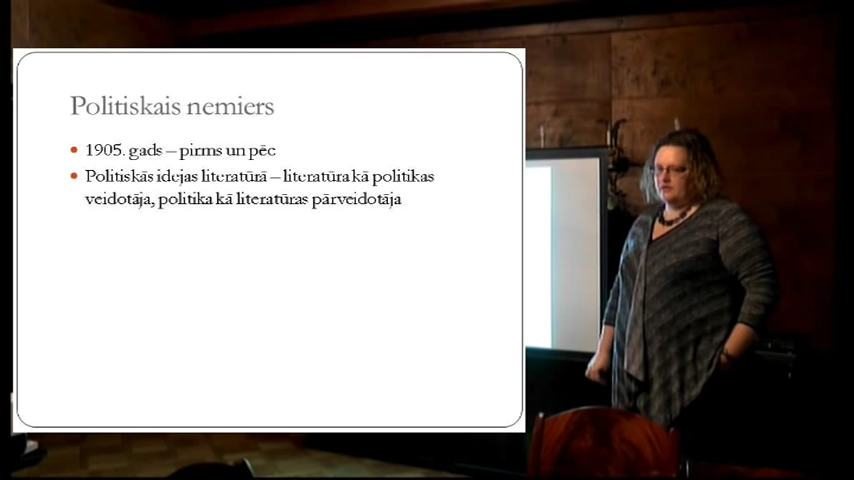 Politiskais nemiers
1905. gads – pirms un pēc
Politiskās idejas literatūrā – literatūra kā politikas
veidotāja, politika kā literatūras pārveidotāja